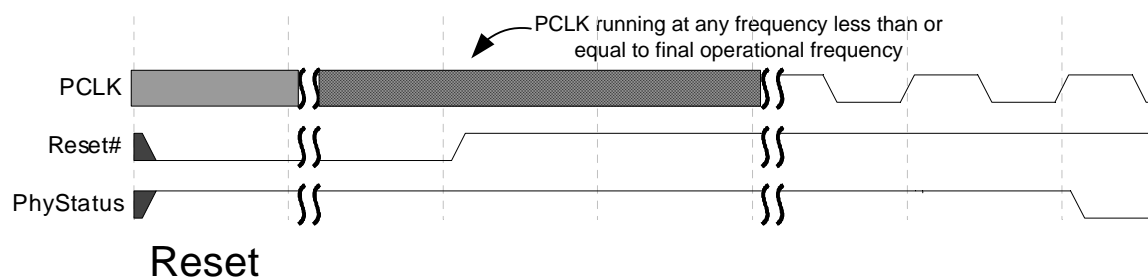 PCLK running at any frequency less than or
equal to final operational frequency
PCLK
Reset#
PhyStatus
Reset